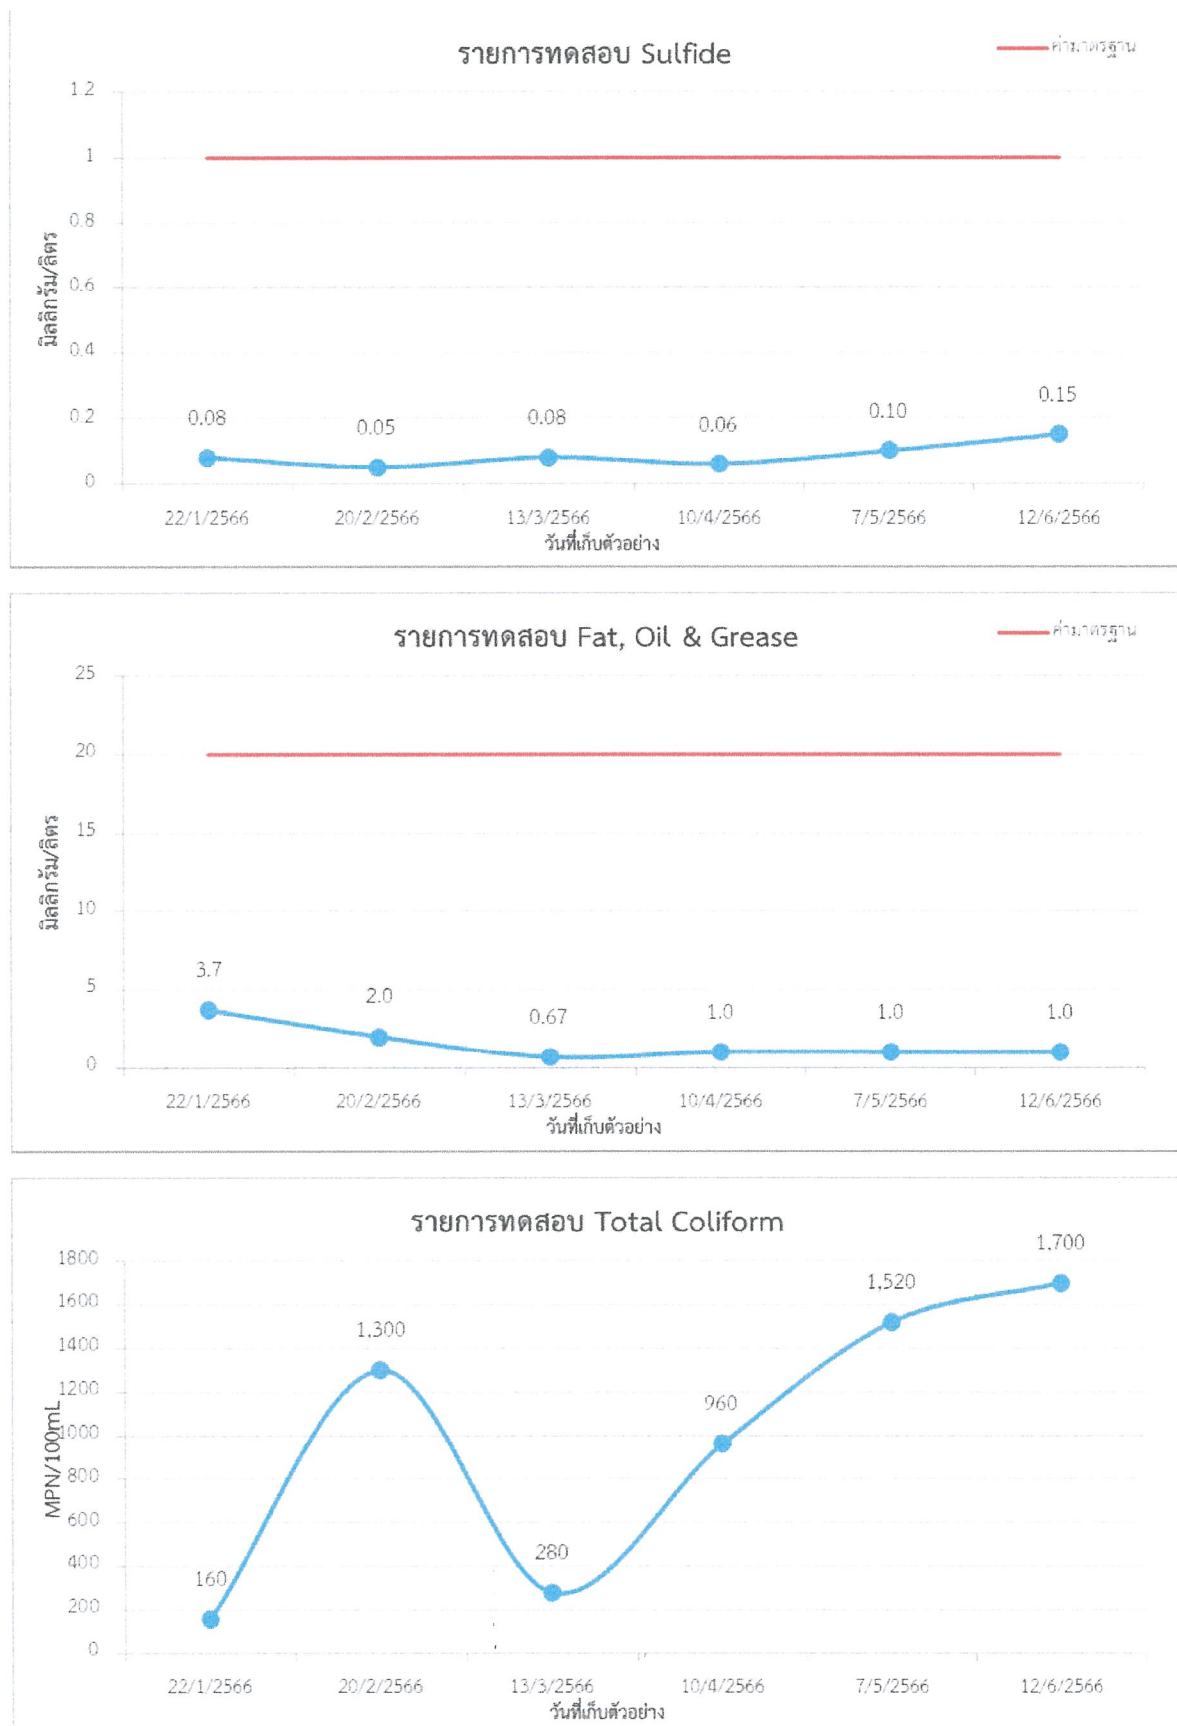 รายการทดสอบ Sulfide
ค่ามาตรฐาน
1.2
1
0.8
0.6
0.4
0.2
0
มิลลิกรัม/ลิตร
0.08
0.05
0.08
0.06
0.10
0.15
22/1/2566 20/2/2566 13/3/2566 10/4/2566 7/5/2566 12/6/2566
วันที่เก็บตัวอย่าง
รายการทดสอบ Fat, Oil & Grease
ค่ามาตรฐาน
25
20
15
10
5
0
มิลลิกรัม/ลิตร
3.7
2.0
0.67
1.0
1.0
1.0
22/1/2566 20/2/2566 13/3/2566 10/4/2566 7/5/2566 12/6/2566
วันที่เก็บตัวอย่าง
รายการทดสอบ Total Coliform
1800
1600
1400
1200
1000
800
600
400
200
0
MPN/100mL
160
1,300
280
960
1,520
1,700
22/1/2566 20/2/2566 13/3/2566 10/4/2566 7/5/2566 12/6/2566
วันที่เก็บตัวอย่าง